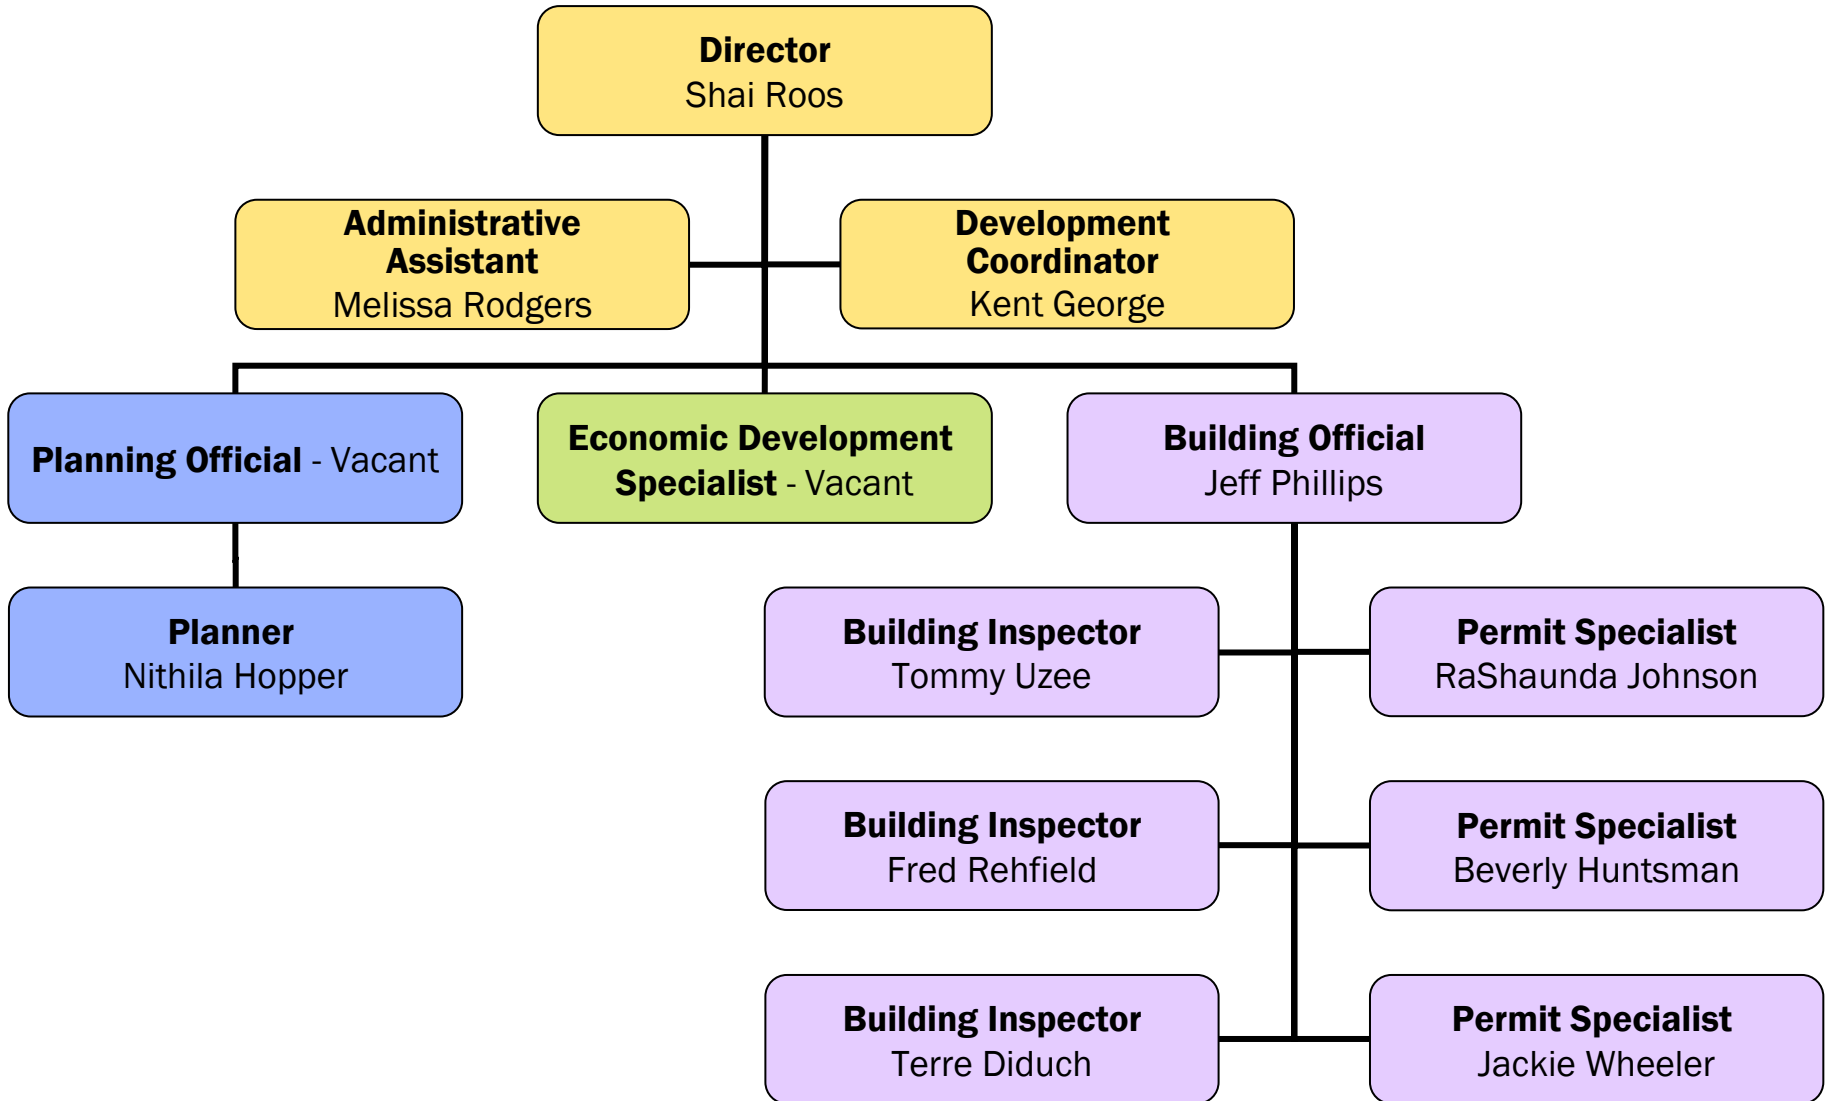 Director
Shai Roos
Administrative
Assistant
Melissa Rodgers
Development
Coordinator
Kent George
Planning Official - Vacant
Economic Development
Specialist - Vacant
Building Official
Jeff Phillips
Planner
Nithila Hopper
Building Inspector
Tommy Uzee
Permit Specialist
RaShaunda Johnson
Building Inspector
Fred Rehfield
Permit Specialist
Beverly Huntsman
Building Inspector
Terre Diduch
Permit Specialist
Jackie Wheeler